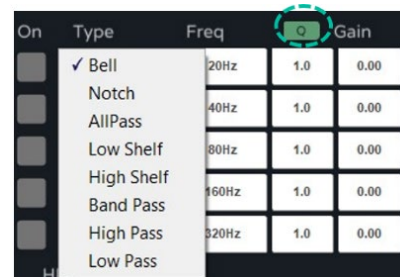 On Type Freq Q Gain
✓ Bell 20Hz 1.0 0.00
Notch
AllPass 40Hz 1.0 0.00
Low Shelf 80Hz 1.0 0.00
High Shelf
Band Pass 160Hz 1.0 0.00
High Pass 320Hz 1.0 0.00
Low Pass